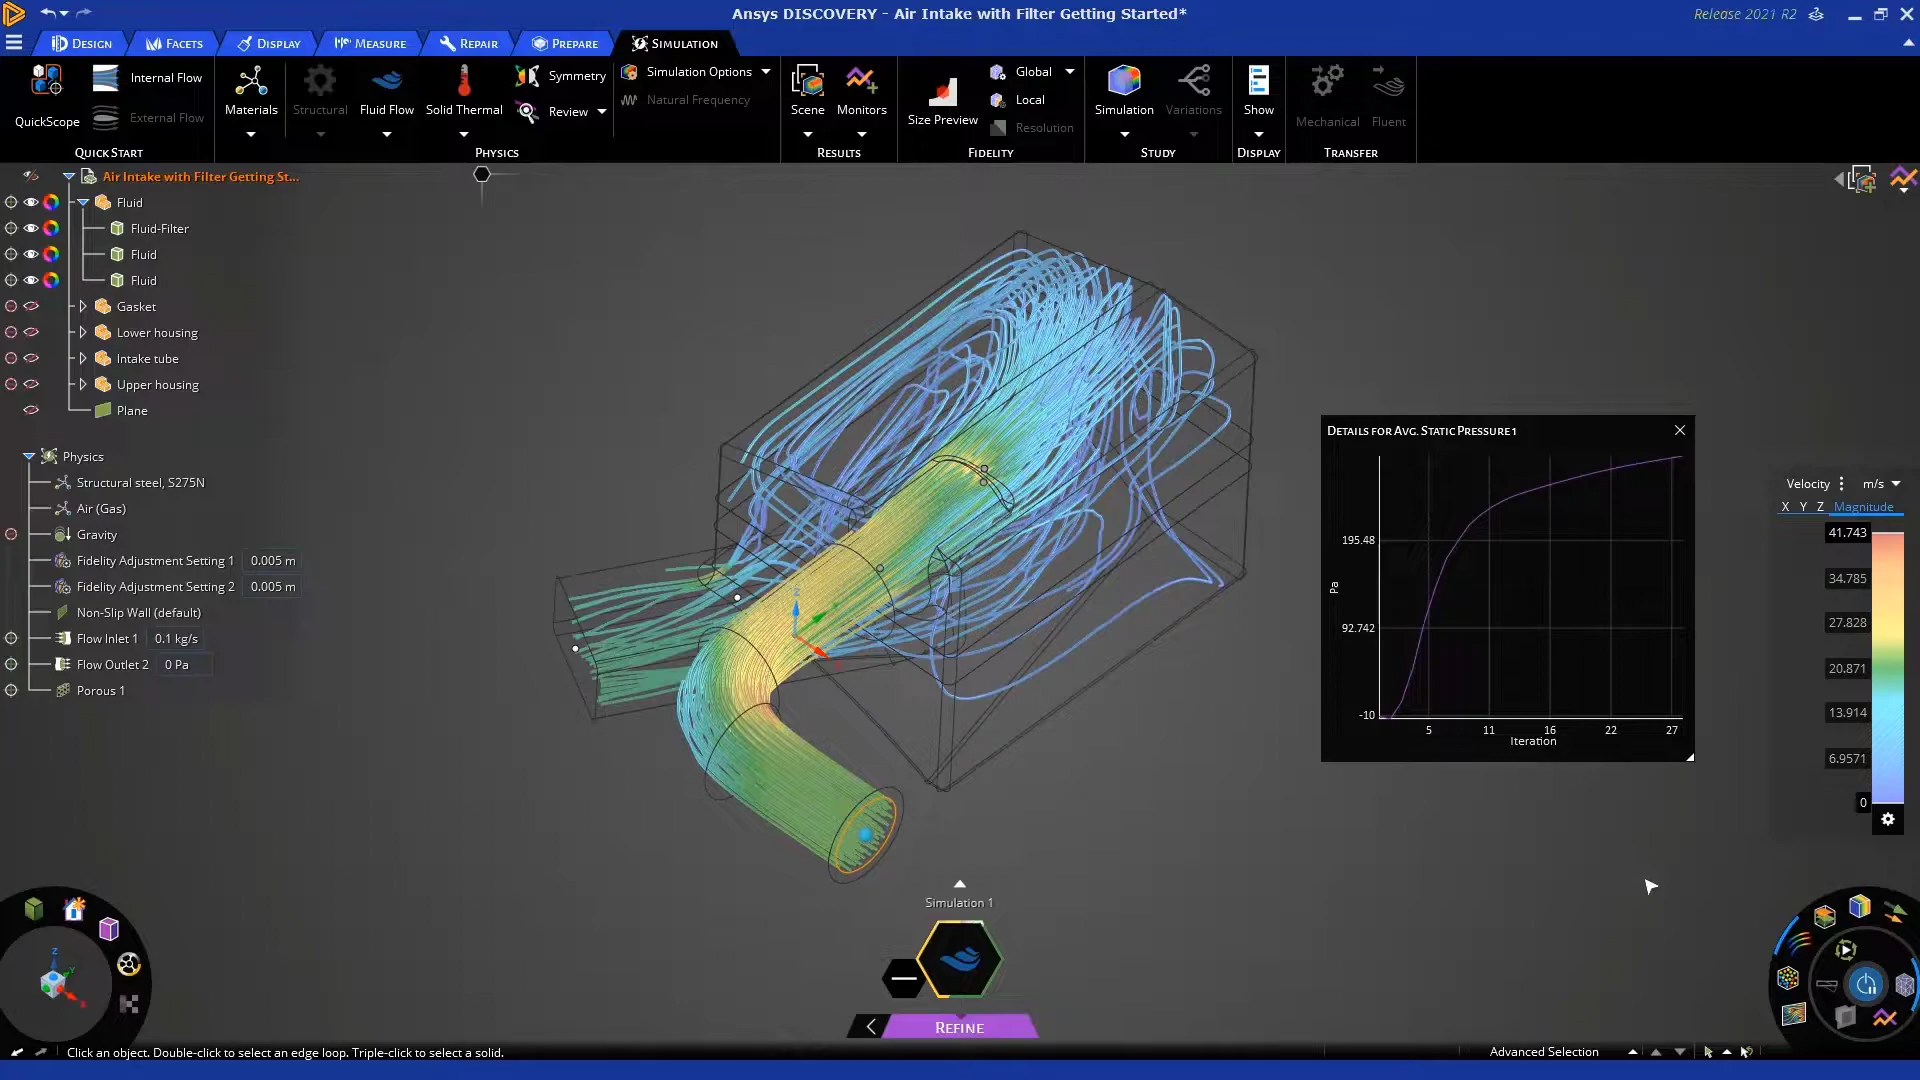 Ansys DISCOVERY - Air Intake with Filter Getting Started*
Release 2021 R2
DESIGN
FACETS
DISPLAY
MEASURE
REPAIR
PREPARE
SIMULATION
QuickScope
Internal Flow
External Flow
QUICK START
Materials
Structural
Fluid Flow
Solid Thermal
Symmetry
Review
Simulation Options
Natural Frequency
PHYSICS
Scene
Monitors
RESULTS
Size Preview
Global
Local
Resolution
FIDELITY
Simulation
Variations
STUDY
Show
DISPLAY
Mechanical
Fluent
TRANSFER
Air Intake with Filter Getting St...
Fluid
Fluid-Filter
Fluid
Fluid
Gasket
Lower housing
Intake tube
Upper housing
Plane
Physics
Structural steel, S275N
Air (Gas)
Gravity
Fidelity Adjustment Setting 1 0.005 m
Fidelity Adjustment Setting 2 0.005 m
Non-Slip Wall (default)
Flow Inlet 1 0.1 kg/s
Flow Outlet 2 0 Pa
Porous 1
DETAILS FOR AVG. STATIC PRESSURE 1
195.48
Pa
92.742
-10
5 11 16 22 27
Iteration
Velocity m/s
X Y Z Magnitude
41.743
34.785
27.828
20.871
13.914
6.9571
0
Simulation 1
REFINE
Click an object. Double-click to select an edge loop. Triple-click to select a solid.
Advanced Selection